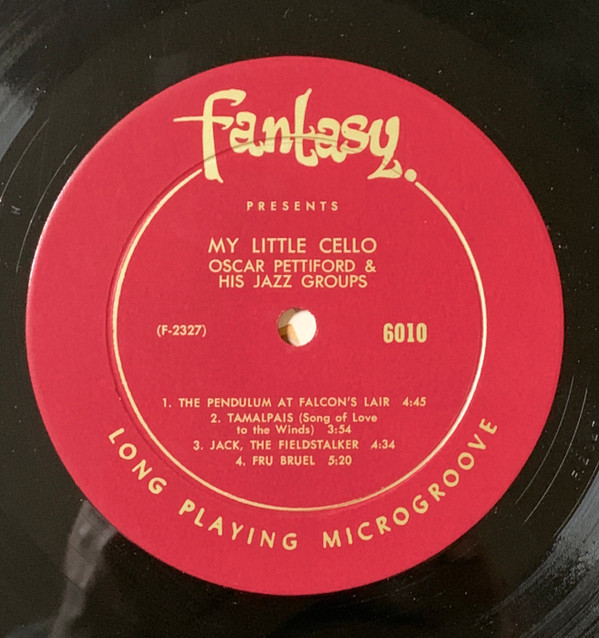 fantasy.
PRESENTS
MY LITTLE CELLO
OSCAR PETTIFORD &
HIS JAZZ GROUPS
(F-2327)
6010
1. THE PENDULUM AT FALCON'S LAIR 4:45
2. TAMALPAIS (Song of Love
to the Winds) 3:54
3. JACK, THE FIELDSTALKER 4:34
4. FRU BRUEL 5:20
LONG PLAYING MICROGROOVE